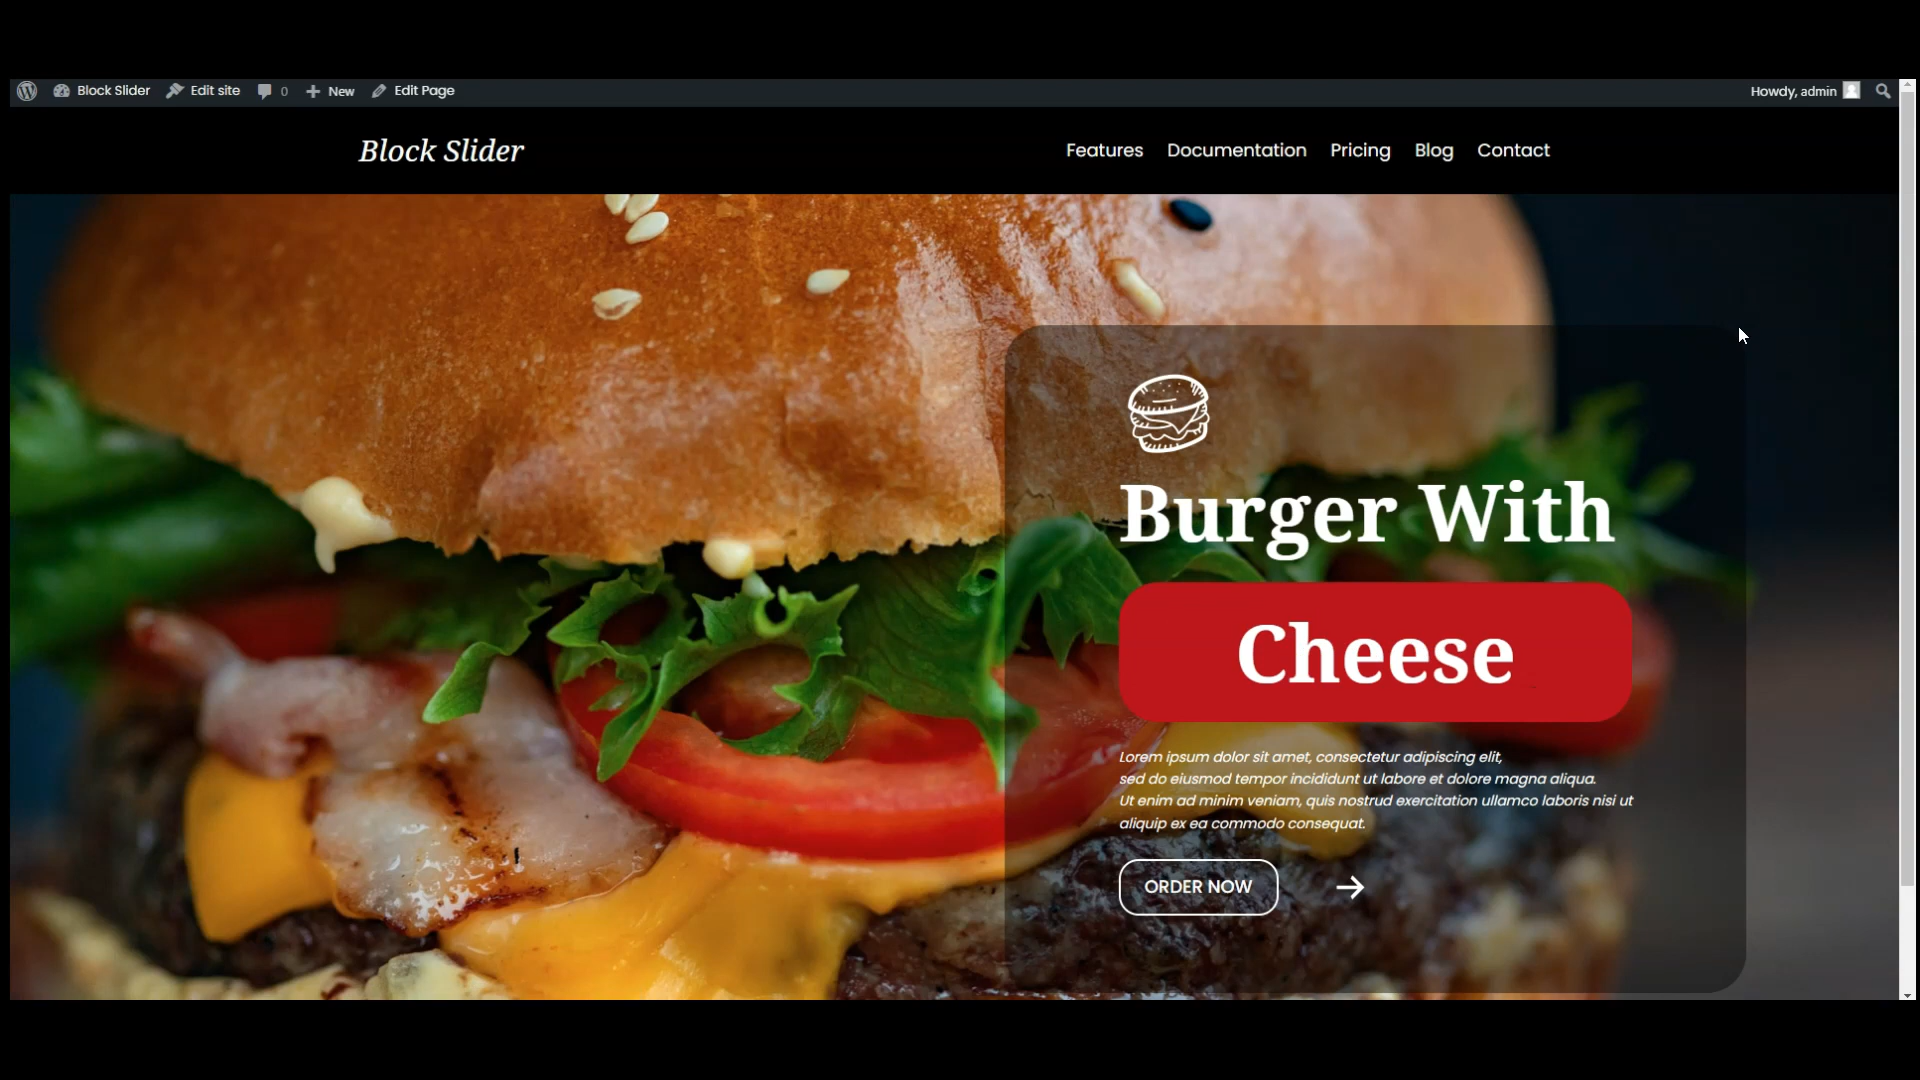 Block Slider Edit site 0 New Edit Page Howdy, admin
Block Slider Features Documentation Pricing Blog Contact
Burger With
Cheese
Lorem ipsum dolor sit amet, consectetur adipiscing elit,
sed do eiusmod tempor incididunt ut labore et dolore magna aliqua.
Ut enim ad minim veniam, quis nostrud exercitation ullamco laboris nisi ut
aliquip ex ea commodo consequat.
ORDER NOW